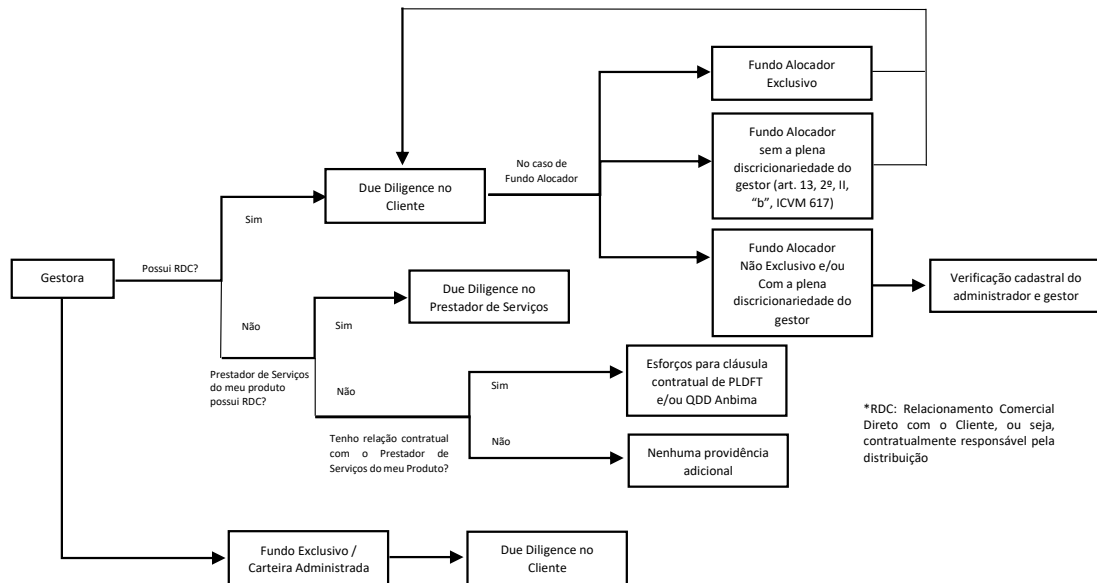 Fundo Alocador
Exclusivo
Fundo Alocador
sem a plena
discricionariedade do
gestor (art. 13, 2º, II,
“b”, ICVM 617)
No caso de
Fundo Alocador
Due Diligence no
Cliente
Sim
Gestora
Possui RDC?
Fundo Alocador
Não Exclusivo e/ou
Com a plena
discricionariedade do
gestor
Verificação cadastral do
administrador e gestor
Due Diligence no
Prestador de Serviços
Não
Sim
Prestador de Serviços
do meu produto
possui RDC?
Não
Sim
Esforços para cláusula
contratual de PLDFT
e/ou QDD Anbima
*RDC: Relacionamento Comercial
Direto com o Cliente, ou seja,
contratualmente responsável pela
distribuição
Tenho relação contratual
com o Prestador de
Serviços do meu Produto?
Não
Nenhuma providência
adicional
Fundo Exclusivo /
Carteira Administrada
Due Diligence no
Cliente